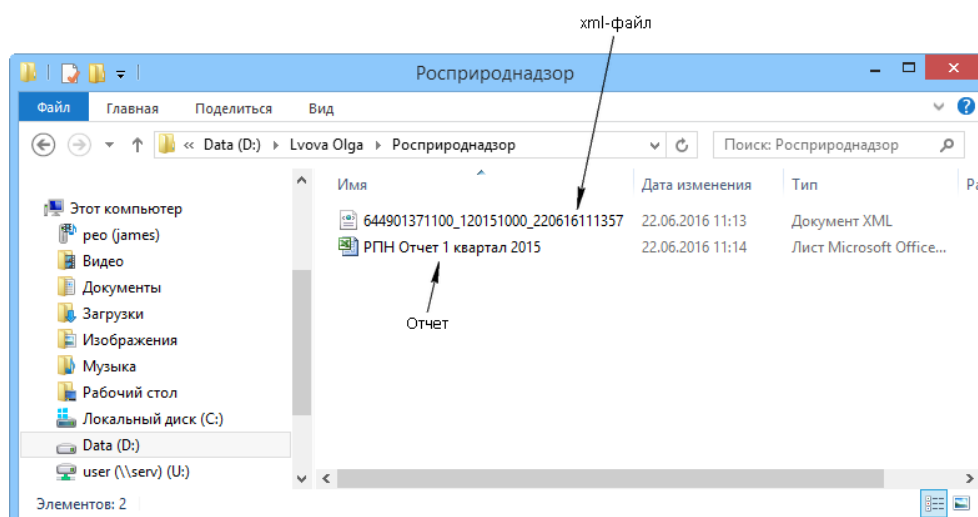 xml-файл
Росприроднадзор
Файл Главная Поделиться Вид
« Data (D:) Lvova Olga Росприроднадзор Поиск: Росприроднадзор
Имя Дата изменения Тип Ра
Этот компьютер
peo (james)
Видео
Документы
Загрузки
Изображения
Музыка
Рабочий стол
Локальный диск (C:)
Data (D:)
user (\\serv) (U:)
644901371100_120151000_220616111357 22.06.2016 11:13 Документ XML
РПН Отчет 1 квартал 2015 22.06.2016 11:14 Лист Microsoft Office...
Отчет
Элементов: 2